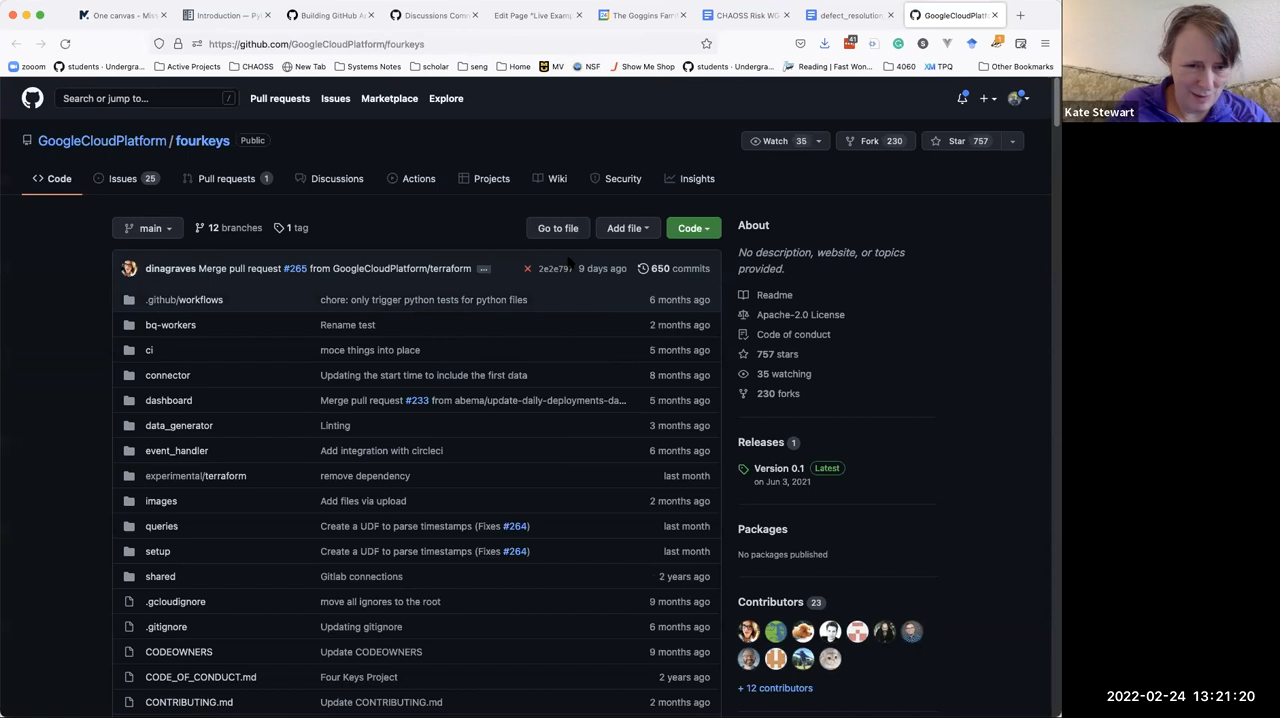 One canvas - Miss
Introduction — Pyt
Building GitHub A
Discussions Comm
Edit Page "Live Examp
The Goggins Fam
CHAOSS Risk WG
defect_resolution
GoogleCloudPlatf
https://github.com/GoogleCloudPlatform/fourkeys
41
1
zooom
students - Undergra...
Active Projects
CHAOSS
New Tab
Systems Notes
scholar
seng
Home
MV
NSF
Show Me Shop
students - Undergra...
Reading | Fast Won...
4060
XM TPQ
Other Bookmarks
Search or jump to...
/
Pull requests
Issues
Marketplace
Explore
Kate Stewart
GoogleCloudPlatform / fourkeys
Public
Watch 35
Fork 230
Star 757
Code
Issues 25
Pull requests 1
Discussions
Actions
Projects
Wiki
Security
Insights
main
12 branches
1 tag
Go to file
Add file
Code
dinagraves Merge pull request #265 from GoogleCloudPlatform/terraform ... 9 days ago 650 commits
.github/workflows chore: only trigger python tests for python files 6 months ago
bq-workers Rename test 2 months ago
ci moce things into place 5 months ago
connector Updating the start time to include the first data 8 months ago
dashboard Merge pull request #233 from abema/update-daily-deployments-da... 5 months ago
data_generator Linting 3 months ago
event_handler Add integration with circleci 6 months ago
experimental/terraform remove dependency last month
images Add files via upload 2 months ago
queries Create a UDF to parse timestamps (Fixes #264) last month
setup Create a UDF to parse timestamps (Fixes #264) last month
shared Gitlab connections 2 years ago
.gcloudignore move all ignores to the root 9 months ago
.gitignore Updating gitignore 6 months ago
CODEOWNERS Update CODEOWNERS 9 months ago
CODE_OF_CONDUCT.md Four Keys Project 2 years ago
CONTRIBUTING.md Update CONTRIBUTING.md 2 months ago
About
No description, website, or topics
provided.
Readme
Apache-2.0 License
Code of conduct
757 stars
35 watching
230 forks
Releases 1
Version 0.1 Latest
on Jun 3, 2021
Packages
No packages published
Contributors 23
+ 12 contributors
2022-02-24 13:21:20